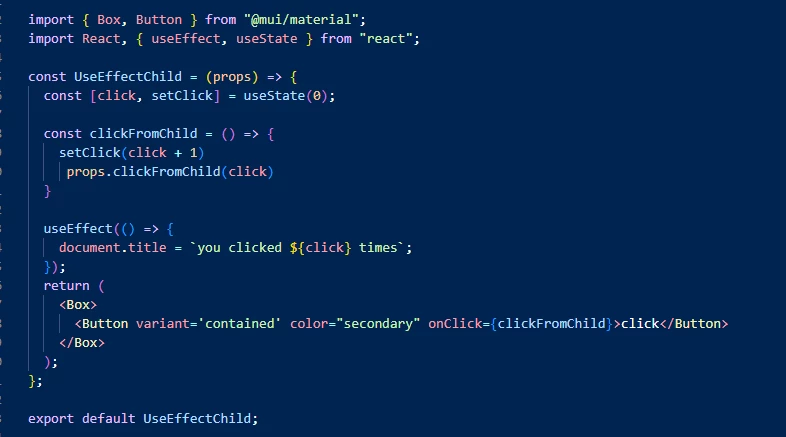 import { Box, Button } from "@mui/material";
import React, { useEffect, useState } from "react";

const UseEffectChild = (props) => {
  const [click, setClick] = useState(0);

  const clickFromChild = () => {
    setClick(click + 1)
     props.clickFromChild(click)
  }

  useEffect(() => {
    document.title = `you clicked ${click} times`;
  });
  return (
    <Box>
      <Button variant='contained' color="secondary" onClick={clickFromChild}>click</Button>
    </Box>
  );
};

export default UseEffectChild;